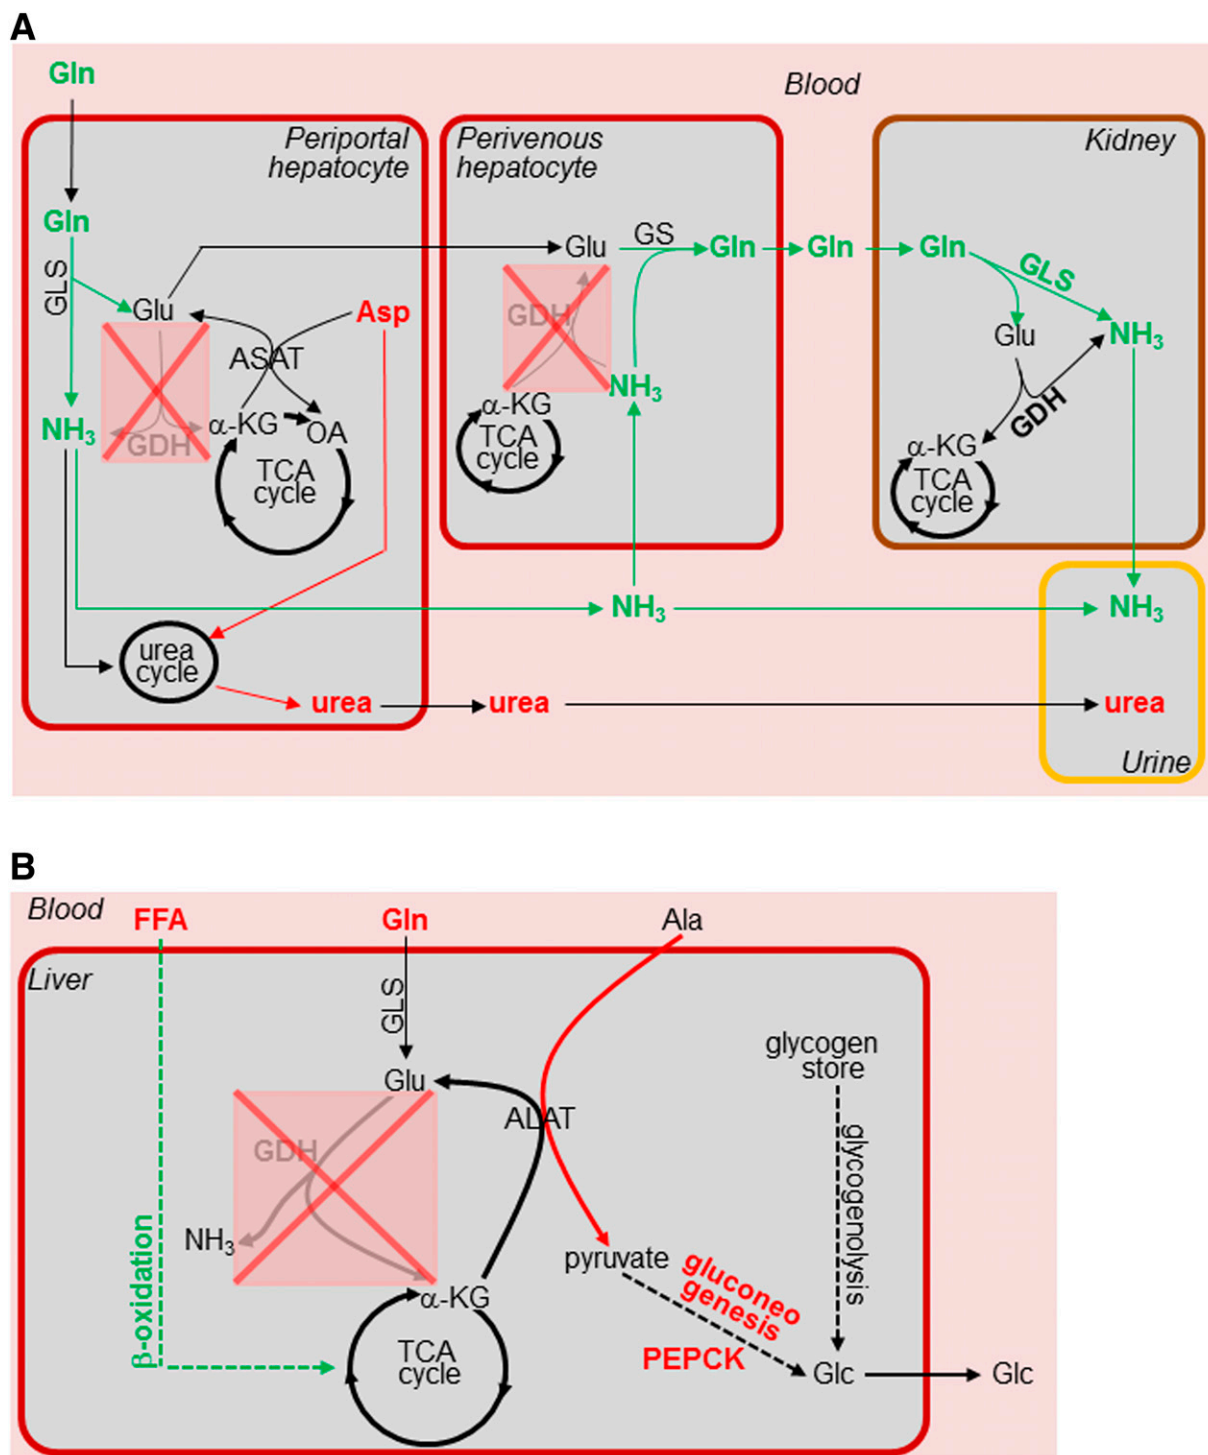 A
Gln
Blood
Periportal
hepatocyte
Perivenous
hepatocyte
Kidney
Gln
GLS
Glu
Asp
ASAT
GDH
NH₃
α-KG
OA
TCA
cycle
Glu
GS
Gln
Gln
Gln
GLS
GDH
NH₃
α-KG
TCA
cycle
Glu
NH₃
GDH
α-KG
TCA
cycle
NH₃
NH₃
urea
cycle
urea
urea
urea
Urine
B
Blood
FFA
Gln
Ala
Liver
GLS
Glu
ALAT
GDH
NH₃
α-KG
TCA
cycle
β-oxidation
glycogen
store
glycogenolysis
pyruvate
gluconeo
genesis
PEPCK
Glc
Glc